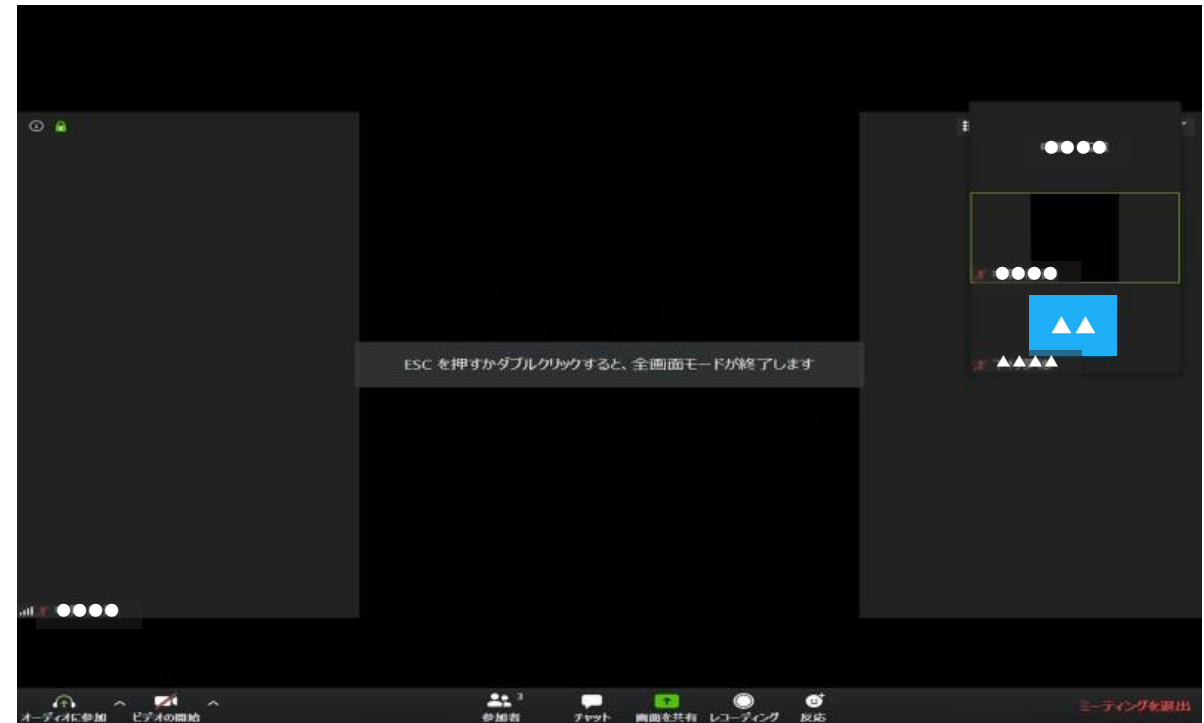 ●●●●
●●●●
▲▲
▲▲▲▲
ESC を押すかダブルクリックすると、全画面モードが終了します
●●●●
オーディオに参加
ビデオの開始
3
参加者
チャット
画面を共有
レコーディング
反応
ミーティングを退出